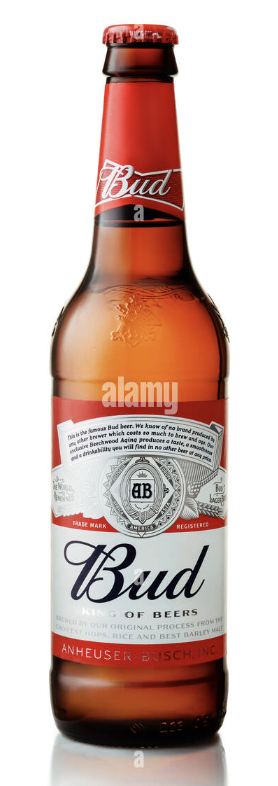 Bud
alamy
This is the famous Bud beer. We know of no brand produced by
any other brewer which costs so much to brew and age. Our
exclusive Beechwood Aging produces a taste, a smoothness
and a drinkability you will find in no other beer at any price.
AB
AMERICA
TRADE MARK REGISTERED
Bud
KING OF BEERS
BREWED BY OUR ORIGINAL PROCESS FROM THE
CHOICEST HOPS, RICE AND BEST BARLEY MALT
ANHEUSER-BUSCH, INC.
a